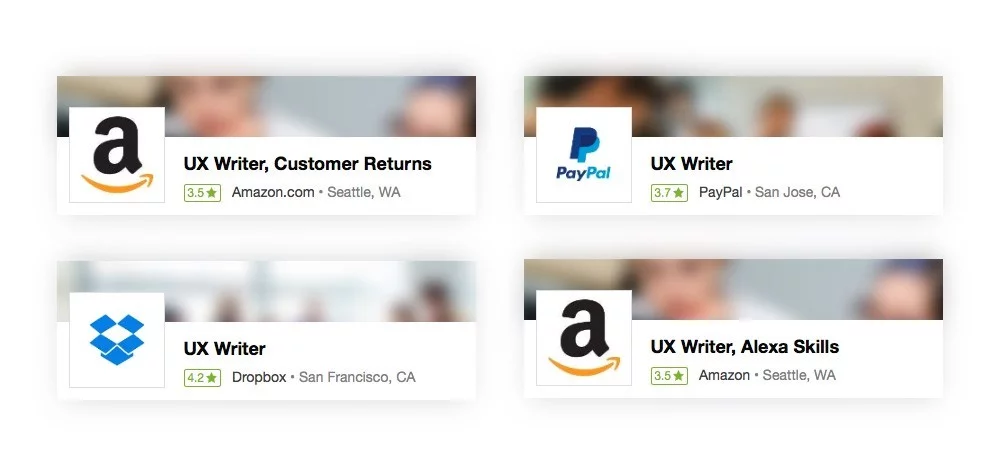 UX Writer, Customer Returns
3.5★ Amazon.com • Seattle, WA
PayPal
UX Writer
3.7★ PayPal • San Jose, CA
UX Writer
4.2★ Dropbox • San Francisco, CA
a
UX Writer, Alexa Skills
3.5★ Amazon • Seattle, WA